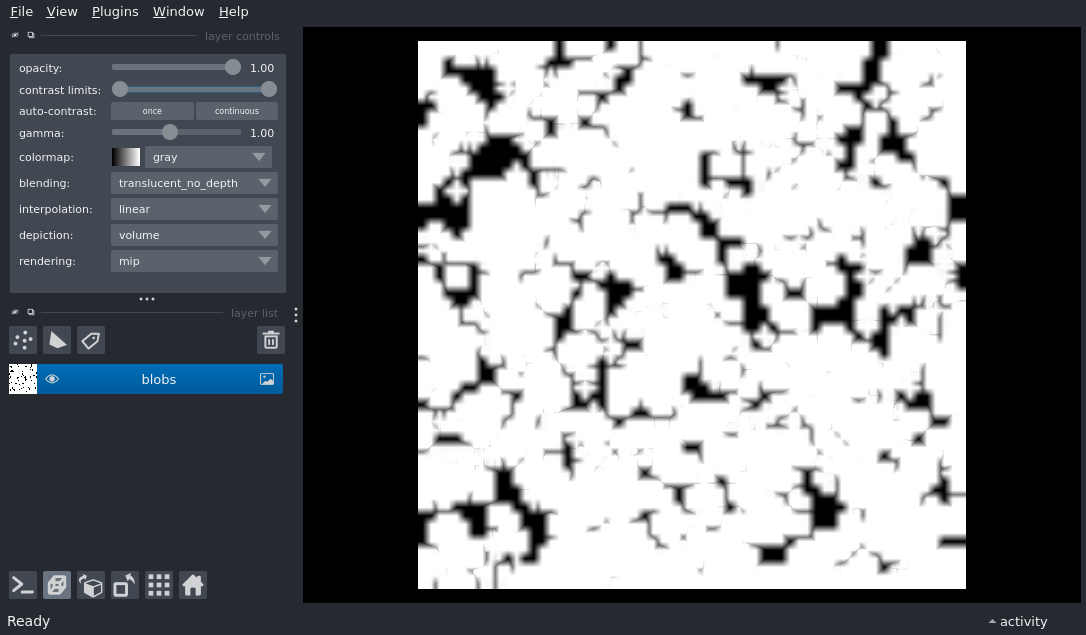 File View Plugins Window Help
layer controls
opacity: 1.00
contrast limits:
auto-contrast: once continuous
gamma: 1.00
colormap: gray
blending: translucent_no_depth
interpolation: linear
depiction: volume
rendering: mip
layer list
blobs
Ready activity